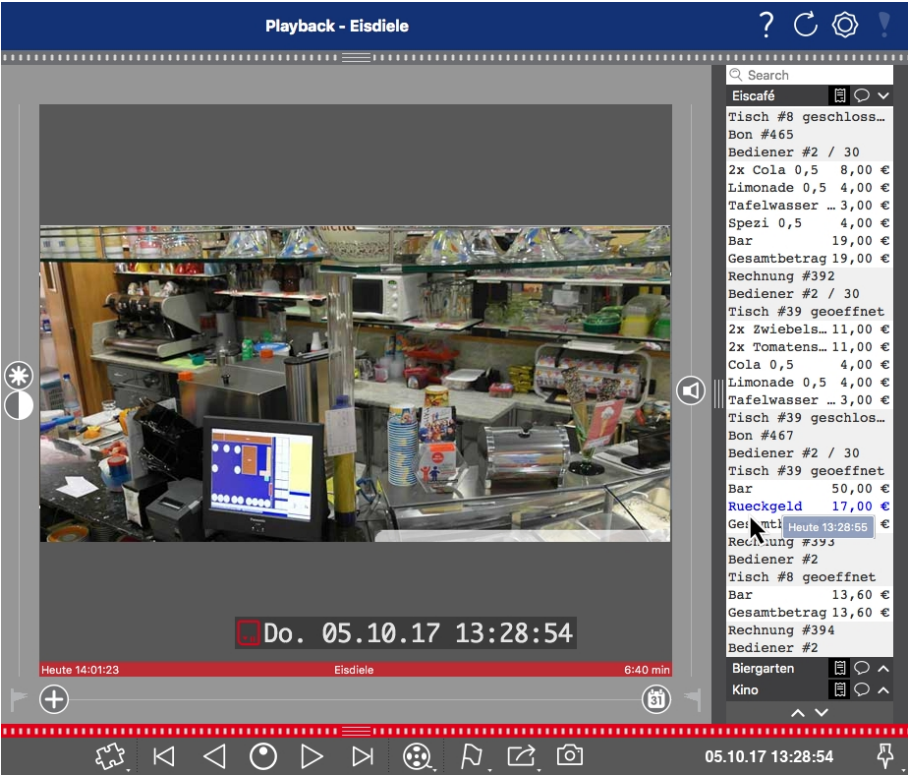 Playback - Eisdiele
Search
Eiscafé
Tisch #8 geschloss…
Bon #465
Bediener #2 / 30
2x Cola 0,5 8,00 €
Limonade 0,5 4,00 €
Tafelwasser … 3,00 €
Spezi 0,5 4,00 €
Bar 19,00 €
Gesamtbetrag 19,00 €
Rechnung #392
Bediener #2 / 30
Tisch #39 geoeffnet
2x Zwiebels… 11,00 €
2x Tomatens… 11,00 €
Cola 0,5 4,00 €
Limonade 0,5 4,00 €
Tafelwasser … 3,00 €
Tisch #39 geschlos…
Bon #467
Bediener #2 / 30
Tisch #39 geoeffnet
Bar 50,00 €
Rueckgeld 17,00 €
€
Heute 13:28:55
Rechnung #393
Bediener #2
Tisch #8 geoeffnet
Bar 13,60 €
Gesamtbetrag 13,60 €
Rechnung #394
Bediener #2
Biergarten
Kino
Do. 05.10.17 13:28:54
Heute 14:01:23 Eisdiele 6:40 min
31
05.10.17 13:28:54